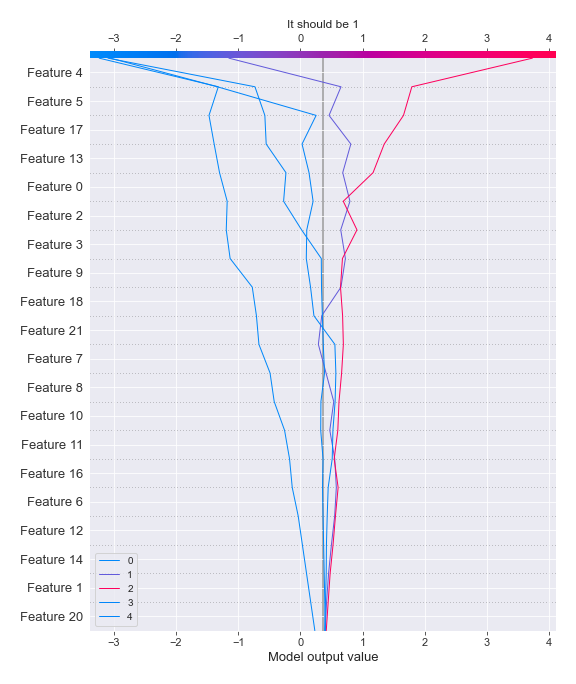 It should be 1
−3 −2 −1 0 1 2 3 4
Feature 4
Feature 5
Feature 17
Feature 13
Feature 0
Feature 2
Feature 3
Feature 9
Feature 18
Feature 21
Feature 7
Feature 8
Feature 10
Feature 11
Feature 16
Feature 6
Feature 12
Feature 14
Feature 1
Feature 20
0
1
2
3
4
−3 −2 −1 0 1 2 3 4
Model output value